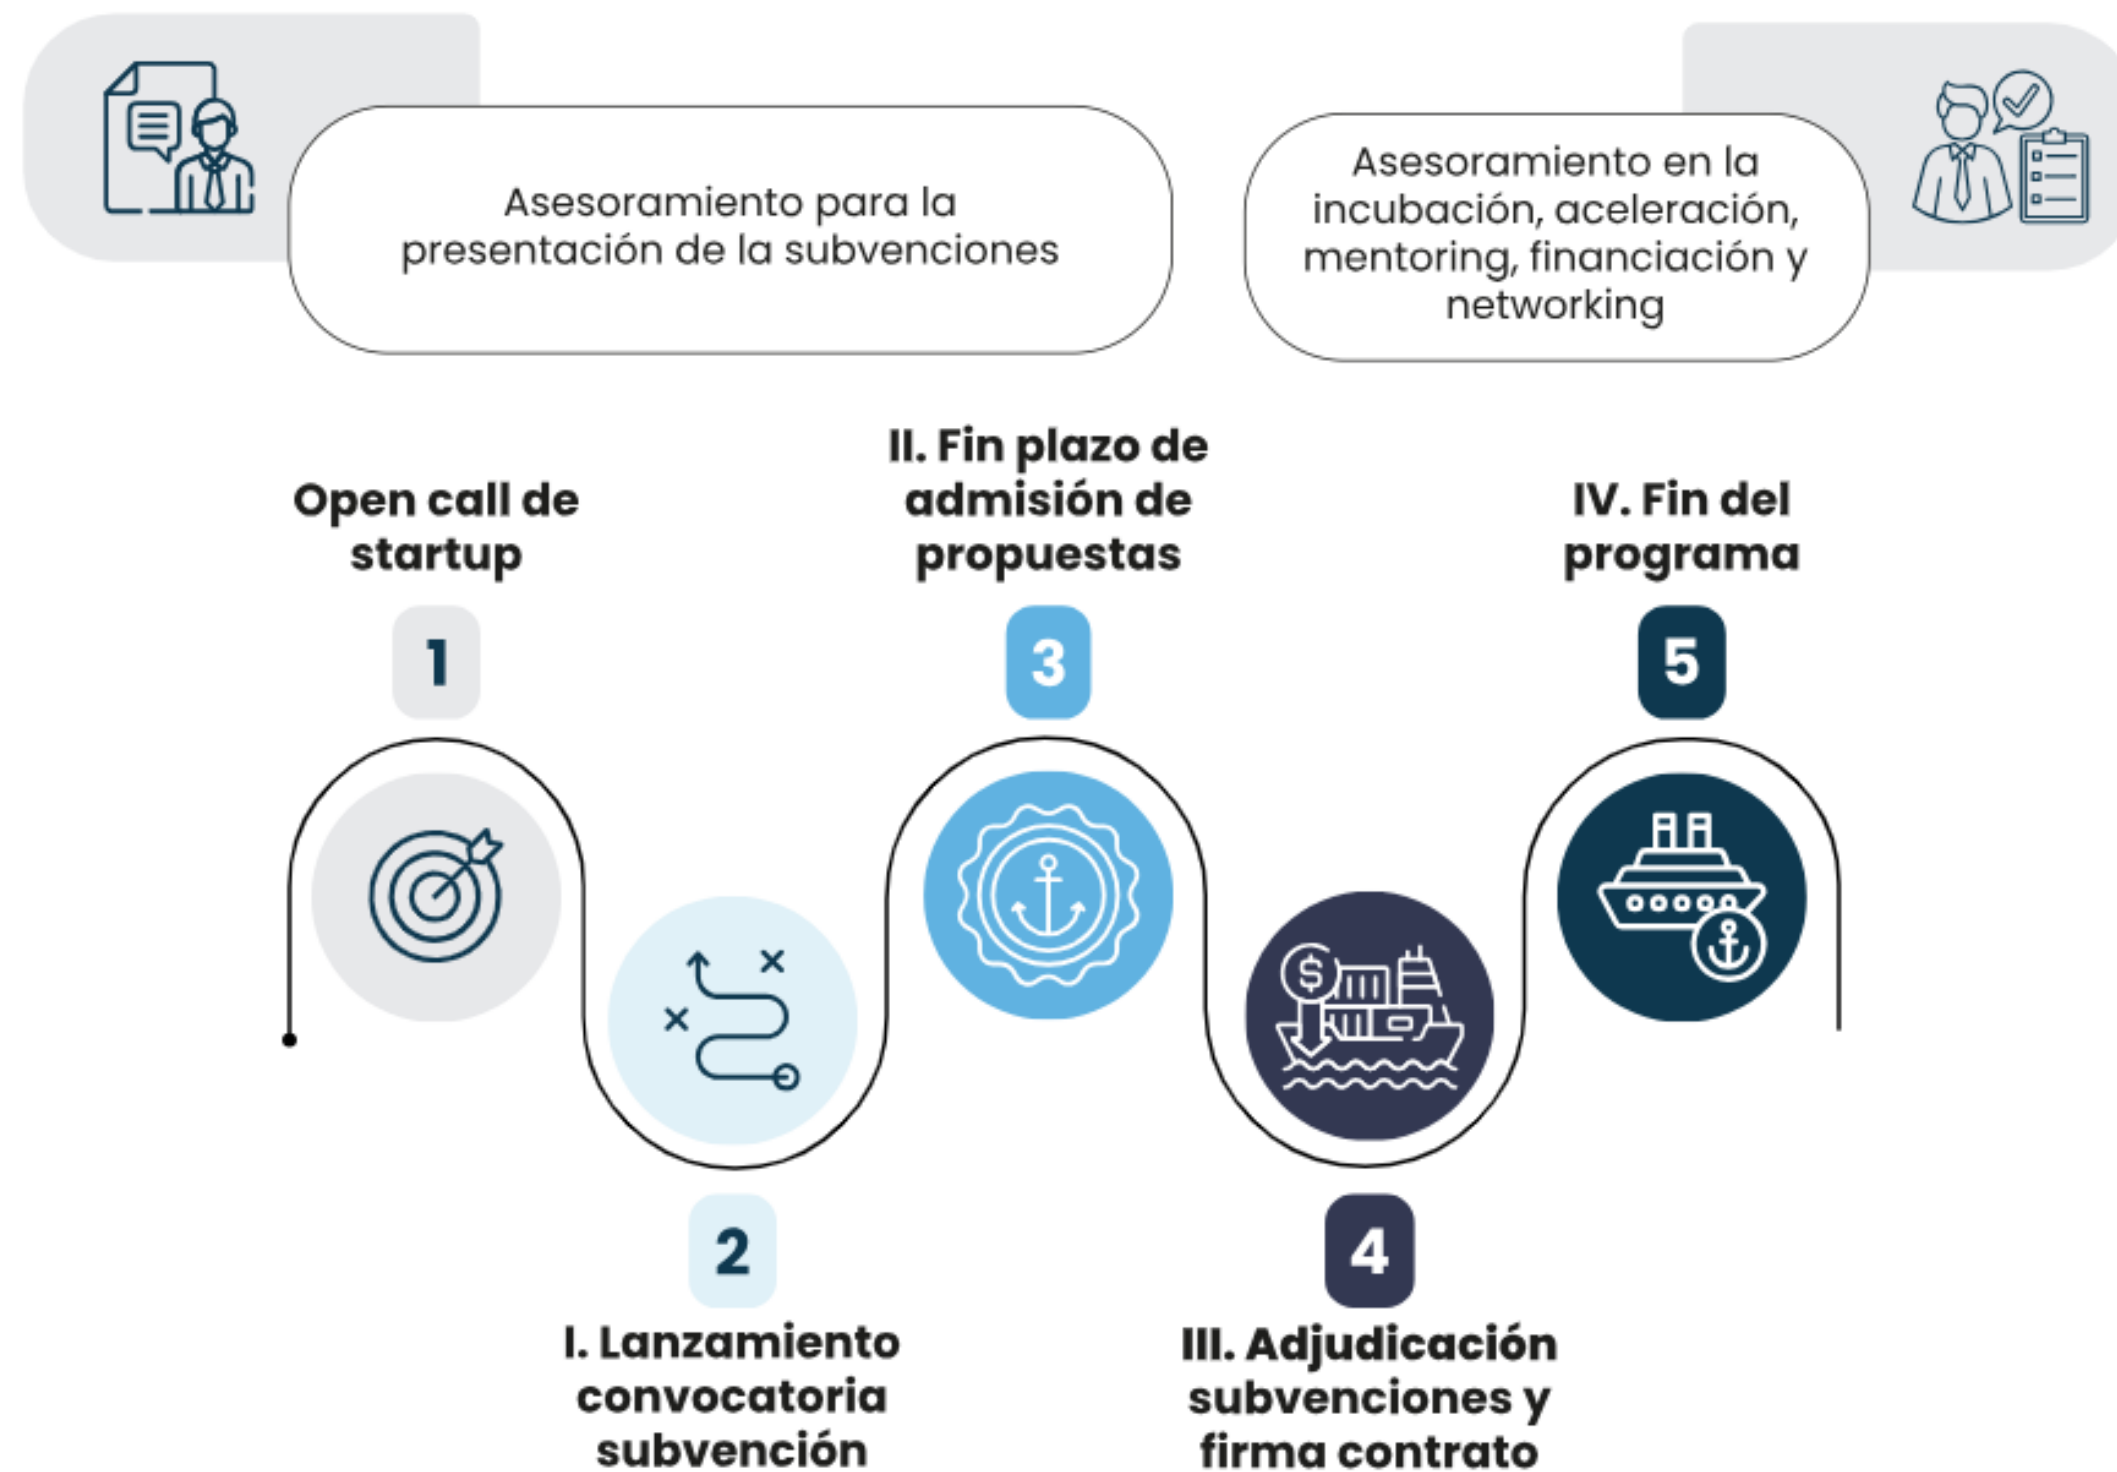 Asesoramiento para la
presentación de la subvenciones
Asesoramiento en la
incubación, aceleración,
mentoring, financiación y
networking
Open call de
startup
1
I. Lanzamiento
convocatoria
subvención
2
II. Fin plazo de
admisión de
propuestas
3
III. Adjudicación
subvenciones y
firma contrato
4
$
IV. Fin del
programa
5